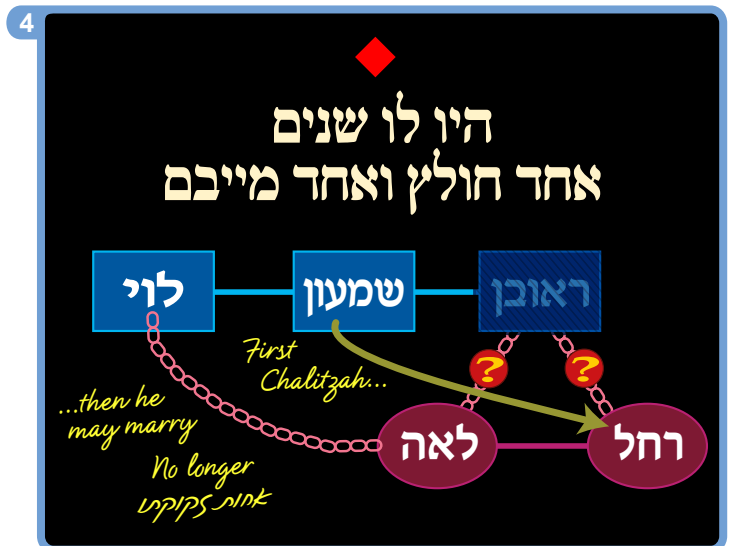 4
היו לו שנים
אחד חולץ ואחד מייבם
לוי
שמעון
ראובן
First
Chalitzah...
?
?
...then he
may marry
לאה
רחל
No longer
אחות זקוקתו